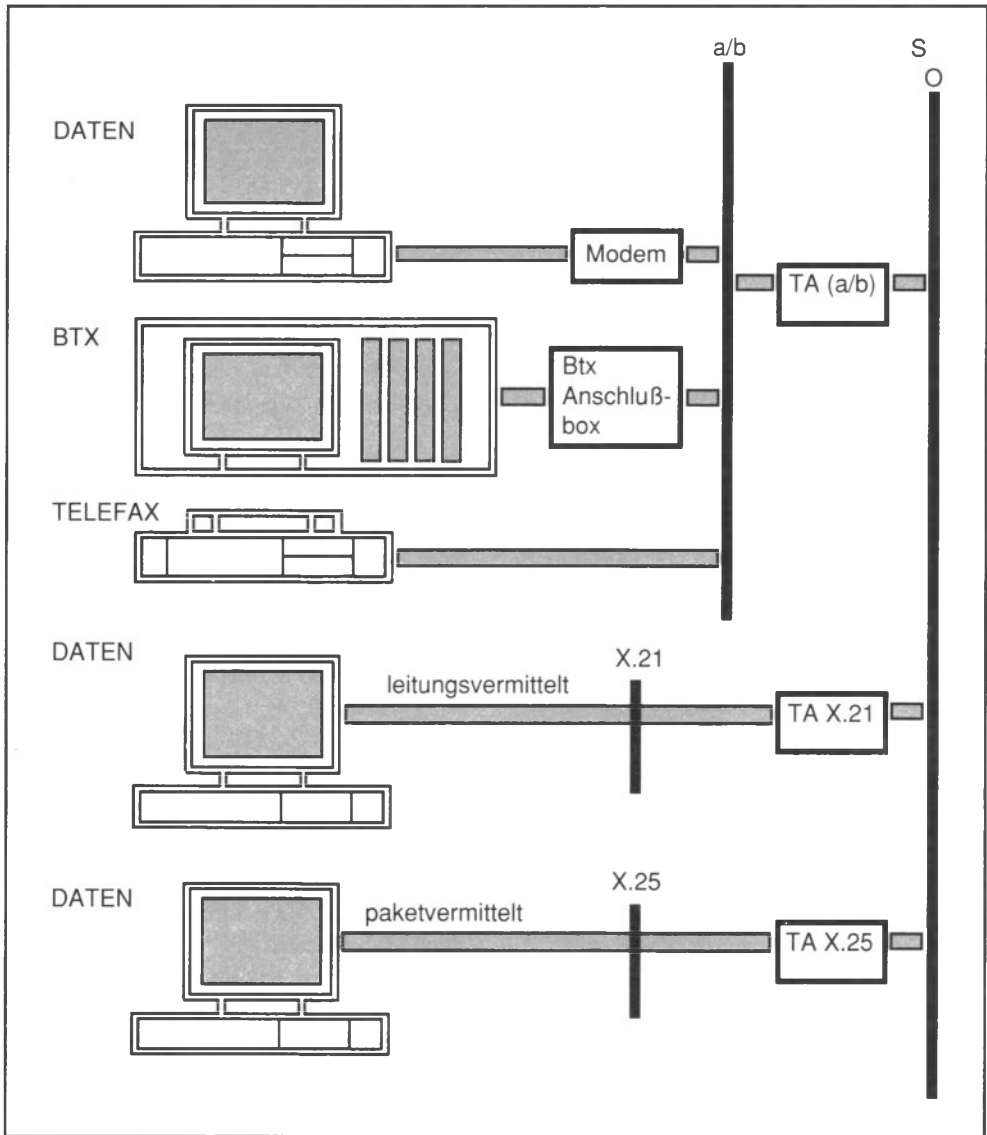 a/b
S
O
DATEN
Modem
TA (a/b)
BTX
Btx
Anschluß-
box
TELEFAX
DATEN
X.21
leitungsvermittelt
TA X.21
DATEN
X.25
paketvermittelt
TA X.25